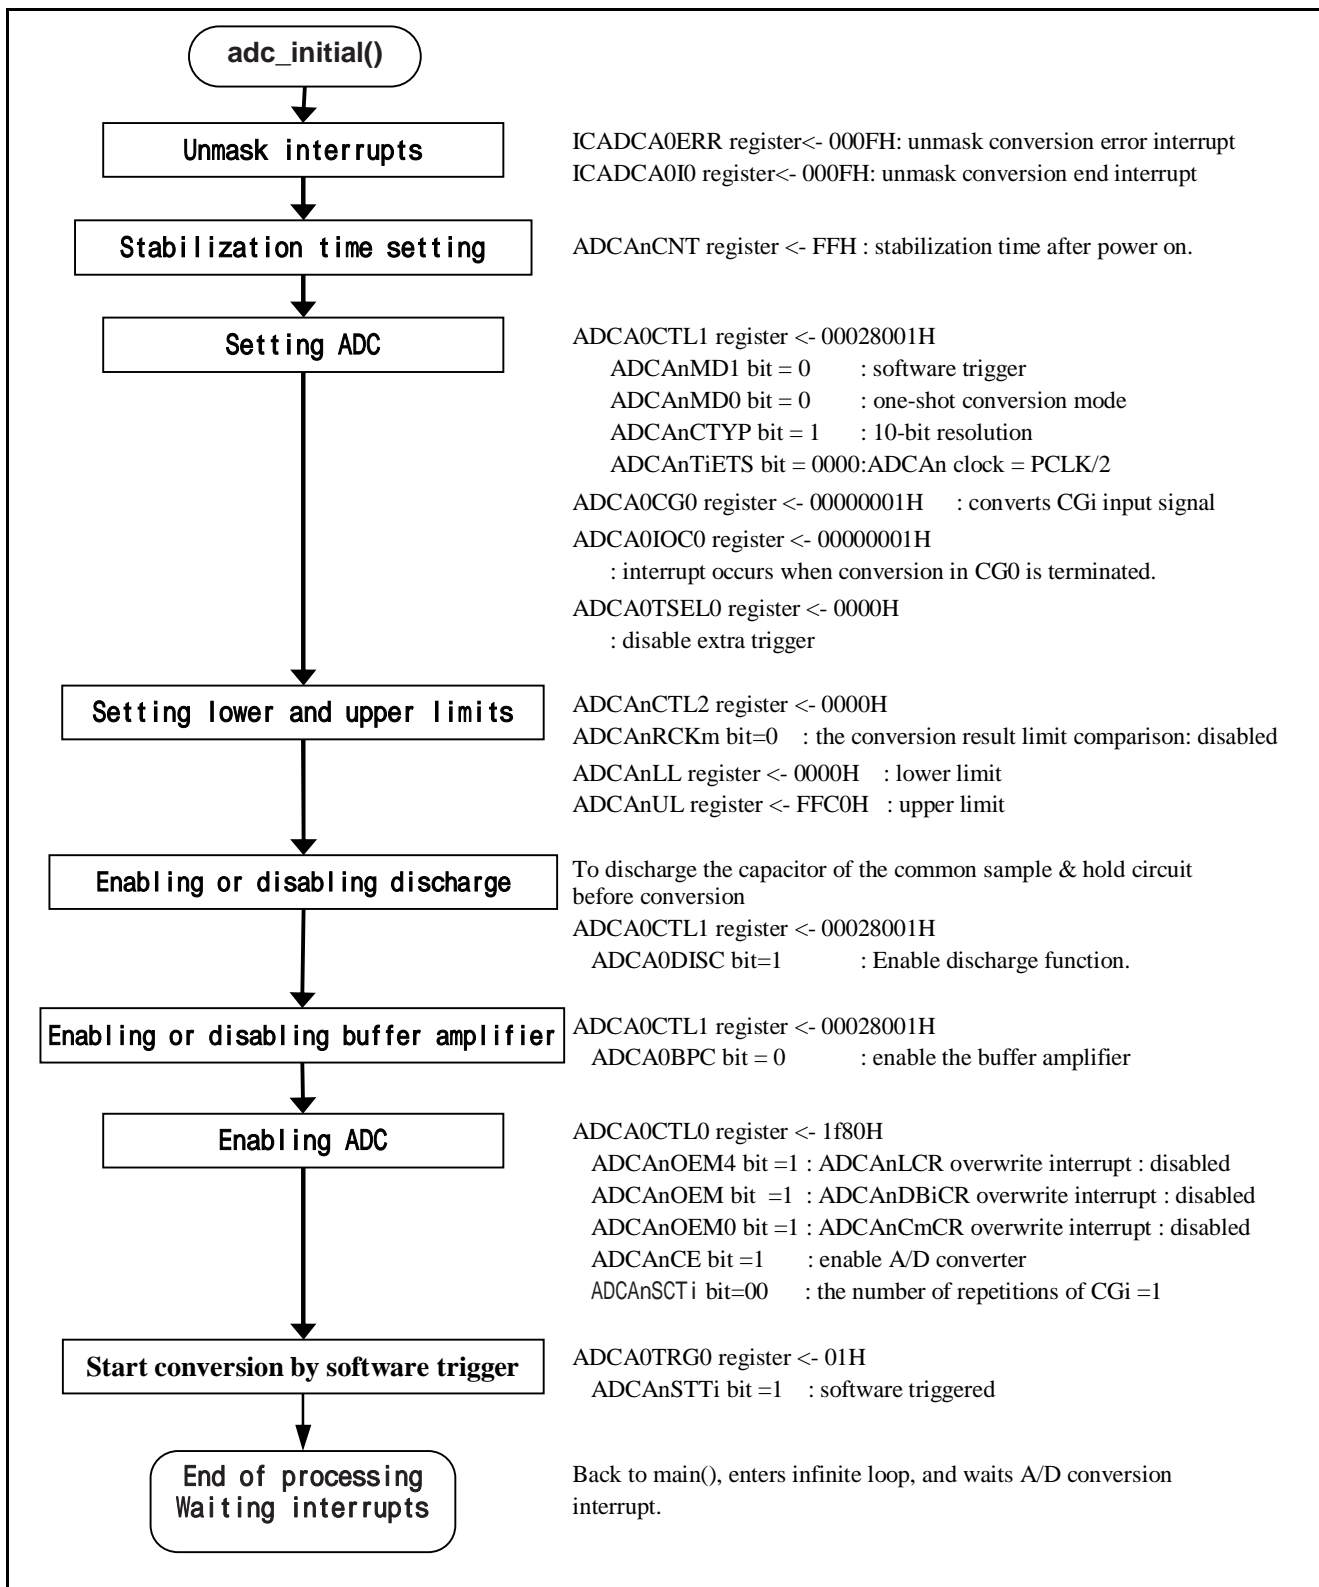 adc_initial()
Unmask interrupts
ICADCA0ERR register<- 000FH: unmask conversion error interrupt
ICADCA0I0 register<- 000FH: unmask conversion end interrupt
Stabilization time setting
ADCAnCNT register <- FFH : stabilization time after power on.
Setting ADC
ADCA0CTL1 register <- 00028001H
ADCAnMD1 bit = 0 : software trigger
ADCAnMD0 bit = 0 : one-shot conversion mode
ADCAnCTYP bit = 1 : 10-bit resolution
ADCAnTiETS bit = 0000:ADCAn clock = PCLK/2
ADCA0CG0 register <- 00000001H : converts CGi input signal
ADCA0IOC0 register <- 00000001H
: interrupt occurs when conversion in CG0 is terminated.
ADCA0TSEL0 register <- 0000H
: disable extra trigger
Setting lower and upper limits
ADCAnCTL2 register <- 0000H
ADCAnRCKm bit=0 : the conversion result limit comparison: disabled
ADCAnLL register <- 0000H : lower limit
ADCAnUL register <- FFC0H : upper limit
Enabling or disabling discharge
To discharge the capacitor of the common sample & hold circuit
before conversion
ADCA0CTL1 register <- 00028001H
ADCA0DISC bit=1 : Enable discharge function.
Enabling or disabling buffer amplifier
ADCA0CTL1 register <- 00028001H
ADCA0BPC bit = 0 : enable the buffer amplifier
Enabling ADC
ADCA0CTL0 register <- 1f80H
ADCAnOEM4 bit =1 : ADCAnLCR overwrite interrupt : disabled
ADCAnOEM bit =1 : ADCAnDBiCR overwrite interrupt : disabled
ADCAnOEM0 bit =1 : ADCAnCmCR overwrite interrupt : disabled
ADCAnCE bit =1 : enable A/D converter
ADCAnSCTi bit=00 : the number of repetitions of CGi =1
Start conversion by software trigger
ADCA0TRG0 register <- 01H
ADCAnSTTi bit =1 : software triggered
End of processing
Waiting interrupts
Back to main(), enters infinite loop, and waits A/D conversion
interrupt.